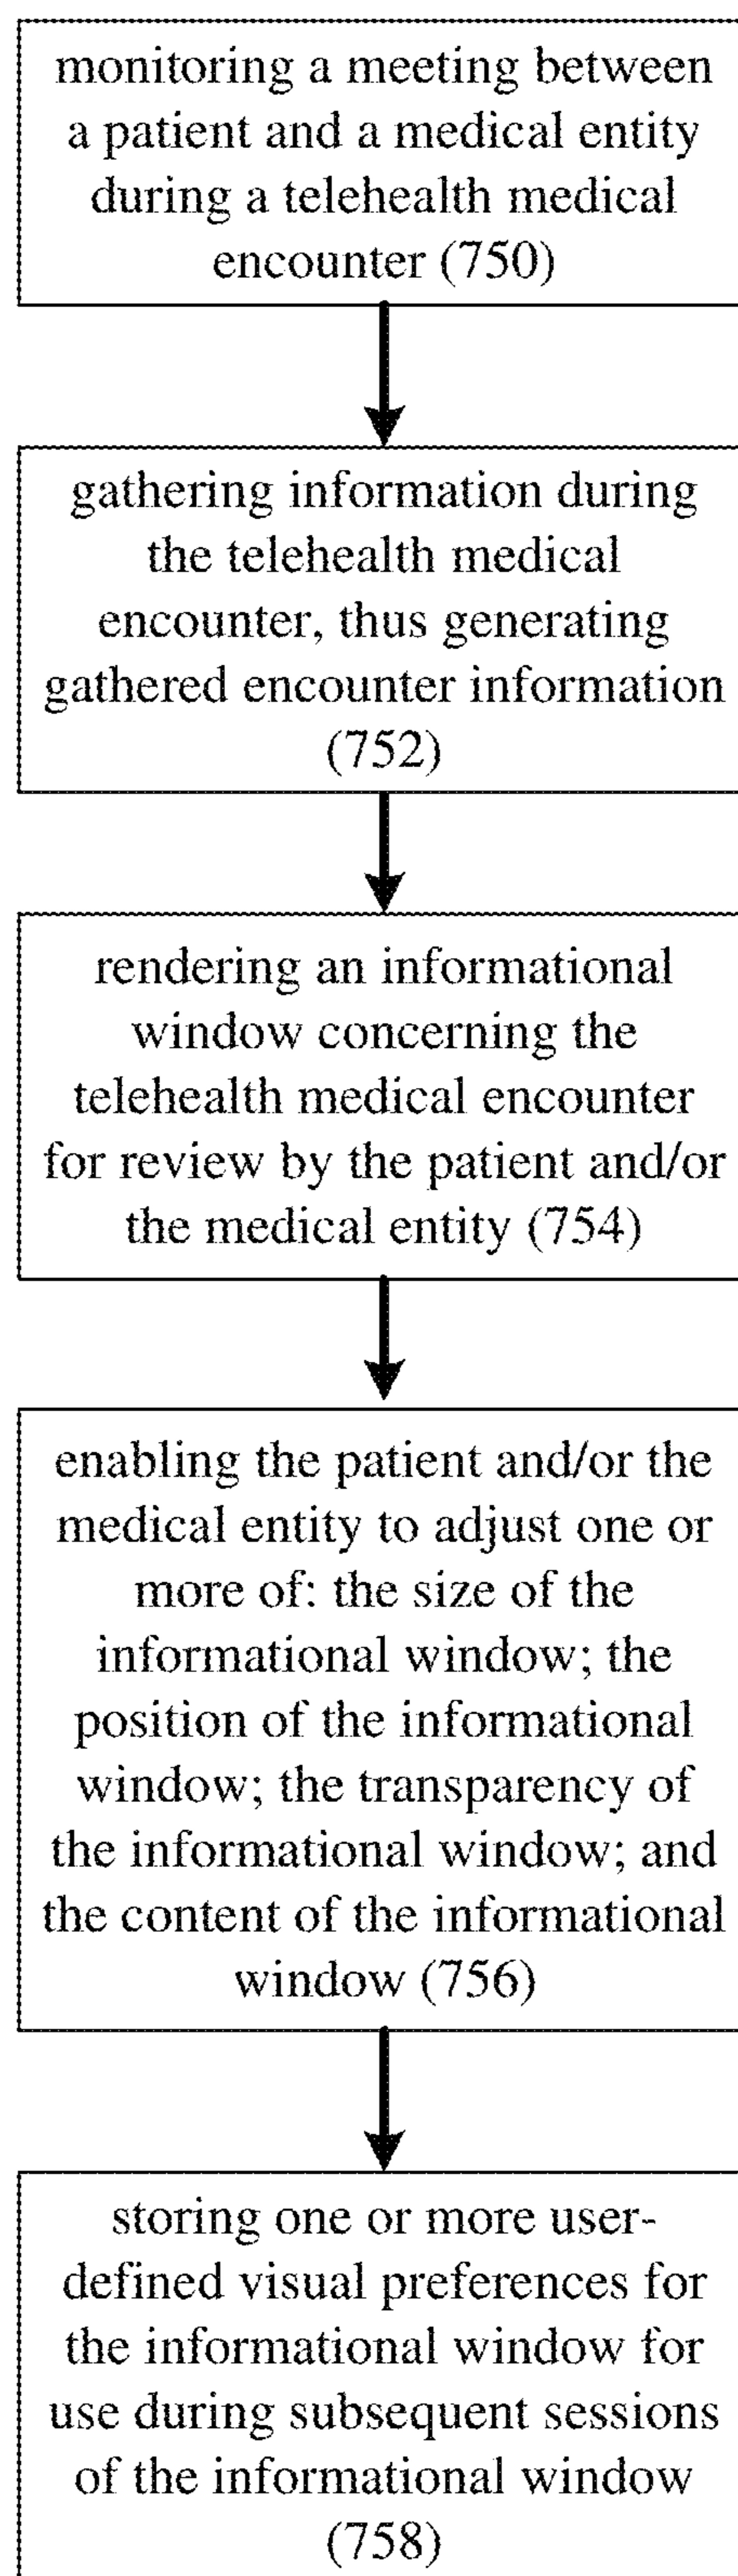 monitoring a meeting between
a patient and a medical entity
during a telehealth medical
encounter (750)
gathering information during
the telehealth medical
encounter, thus generating
gathered encounter information
(752)
rendering an informational
window concerning the
telehealth medical encounter
for review by the patient and/or
the medical entity (754)
enabling the patient and/or the
medical entity to adjust one or
more of: the size of the
informational window; the
position of the informational
window; the transparency of
the informational window; and
the content of the informational
window (756)
storing one or more user-
defined visual preferences for
the informational window for
use during subsequent sessions
of the informational window
(758)